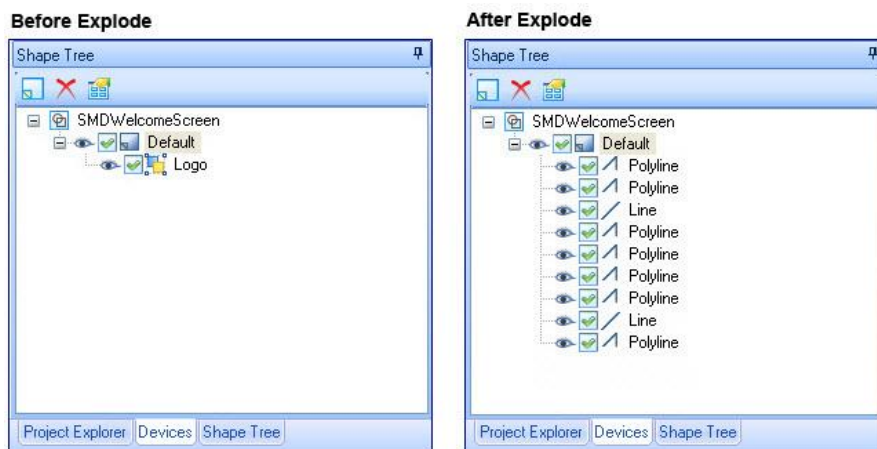 Before Explode
Shape Tree
SMDWelcomeScreen
Default
Logo
Project Explorer Devices Shape Tree
After Explode
Shape Tree
SMDWelcomeScreen
Default
Polyline
Polyline
Line
Polyline
Polyline
Polyline
Polyline
Line
Polyline
Project Explorer Devices Shape Tree